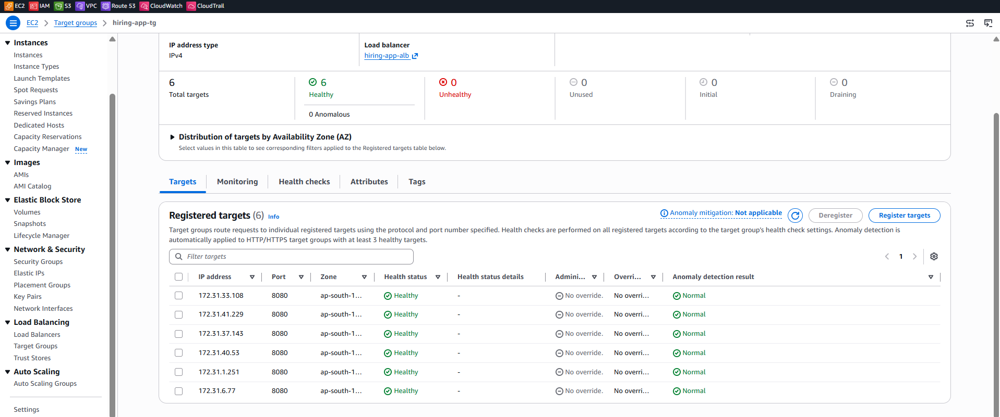 EC2 IAM S3 VPC Route 53 CloudWatch CloudTrail
EC2 Target groups hiring-app-tg
Instances
Instances
Instance Types
Launch Templates
Spot Requests
Savings Plans
Reserved Instances
Dedicated Hosts
Capacity Reservations
Capacity Manager New
Images
AMIs
AMI Catalog
Elastic Block Store
Volumes
Snapshots
Lifecycle Manager
Network & Security
Security Groups
Elastic IPs
Placement Groups
Key Pairs
Network Interfaces
Load Balancing
Load Balancers
Target Groups
Trust Stores
Auto Scaling
Auto Scaling Groups
Settings
IP address type
IPv4
Load balancer
hiring-app-alb
6
Total targets
6
Healthy
0 Anomalous
0
Unhealthy
0
Unused
0
Initial
0
Draining
Distribution of targets by Availability Zone (AZ)
Select values in this table to see corresponding filters applied to the Registered targets table below.
Targets Monitoring Health checks Attributes Tags
Registered targets (6) Info
Anomaly mitigation: Not applicable Deregister Register targets
Target groups route requests to individual registered targets using the protocol and port number specified. Health checks are performed on all registered targets according to the target group's health check settings. Anomaly detection is
automatically applied to HTTP/HTTPS target groups with at least 3 healthy targets.
Filter targets
1
IP address Port Zone Health status Health status details Admini... Overri... Anomaly detection result
172.31.33.108 8080 ap-south-1... Healthy - No override. No overri... Normal
172.31.41.229 8080 ap-south-1... Healthy - No override. No overri... Normal
172.31.37.143 8080 ap-south-1... Healthy - No override. No overri... Normal
172.31.40.53 8080 ap-south-1... Healthy - No override. No overri... Normal
172.31.1.251 8080 ap-south-1... Healthy - No override. No overri... Normal
172.31.6.77 8080 ap-south-1... Healthy - No override. No overri... Normal